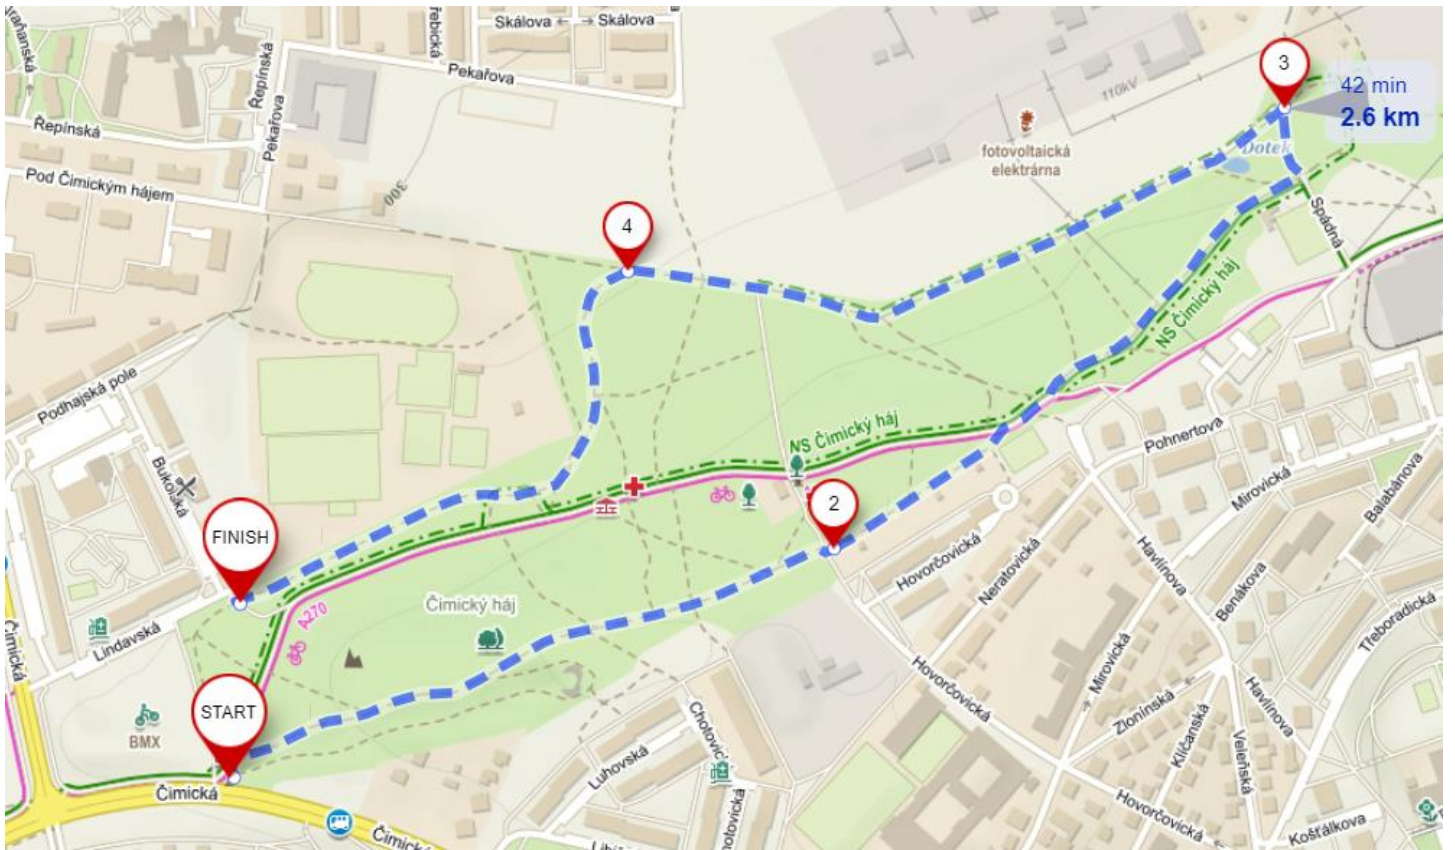 Skálova
Skálova
Pekařova
Řepínská
Pekařova
Řepínská
Pod Čimickým hájem
300
110kV
fotovoltaická
elektrárna
3
42 min
2.6 km
Dotek
Spádná
4
NS Čimický háj
NS Čimický háj
Podhajská pole
Bukolská
FINISH
2
Pohnertova
Mirovická
Balabánova
Hovorčovická
Neratovická
Havlínova
Benákova
Třeboradická
A270
Čimický háj
Lindavská
Čimická
START
BMX
Čimická
Čimická
Luhovská
Chotovická
Hovorčovická
Mirovická
Zlonínská
Klíčanská
Havlínova
Veleňská
Hovorčovická
Košťálkova